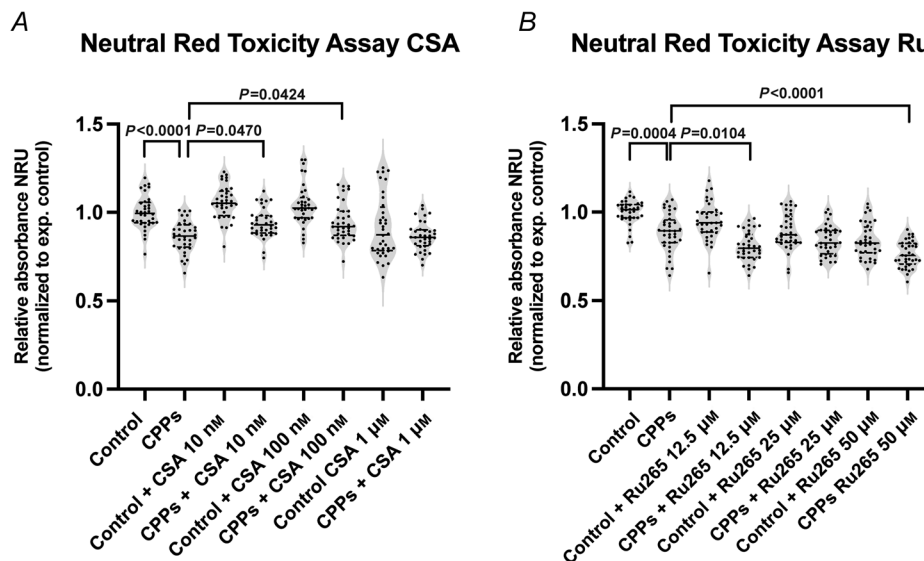 A
Neutral Red Toxicity Assay CSA
P=0.0424
P<0.0001
P=0.0470
Relative absorbance NRU
(normalized to exp. control)
1.5
1.0
0.5
0.0
Control
CPPs
Control + CSA 10 nM
CPPs + CSA 10 nM
Control + CSA 100 nM
CPPs + CSA 100 nM
Control CSA 1 µM
CPPs + CSA 1 µM
B
Neutral Red Toxicity Assay Ru
P<0.0001
P=0.0004
P=0.0104
Relative absorbance NRU
(normalized to exp. control)
1.5
1.0
0.5
0.0
Control
CPPs
Control + Ru265 12.5 µM
CPPs + Ru265 12.5 µM
Control + Ru265 25 µM
CPPs + Ru265 25 µM
Control + Ru265 50 µM
CPPs Ru265 50 µM